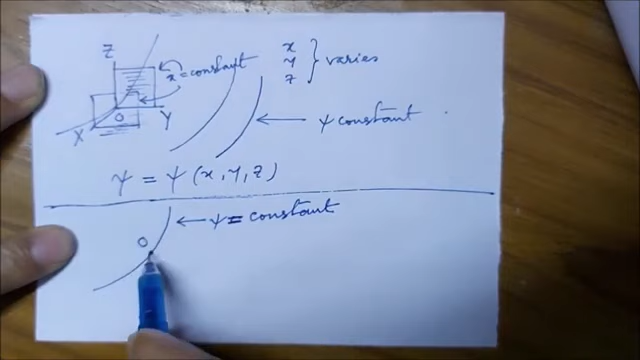 Z
x = constant
O
X
Y
x
y
z
varies
ψ constant
ψ = ψ (x, y, z)
ψ = constant
O